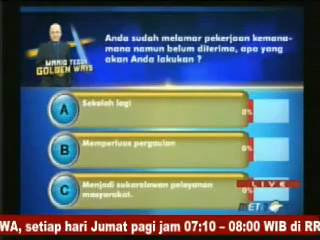 Anda sudah melamar pekerjaan kemana-
mana namun belum diterima, apa yang
akan Anda lakukan ?
MARIO TEGUH
GOLDEN WAYS
A
Sekolah lagi
0%
B
Memperluas pergaulan
0%
C
Menjadi sukarelawan pelayanan
masyarakat.
0%
LIVE
METR
WA, setiap hari Jumat pagi jam 07:10 – 08:00 WIB di RR